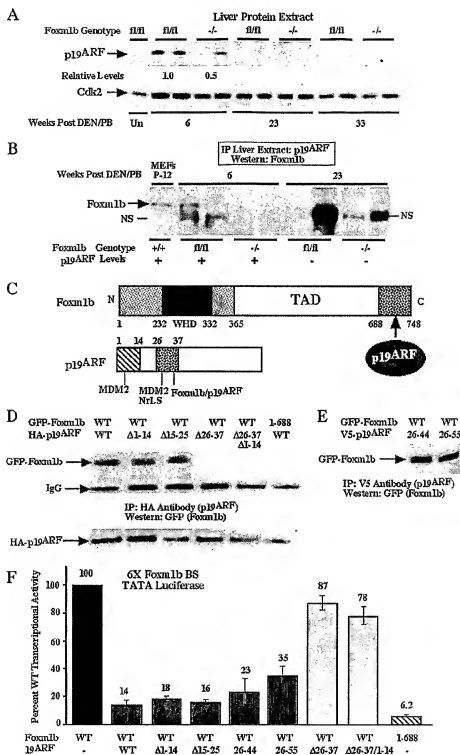 A
Liver Protein Extract
Foxm1b Genotype fl/fl fl/fl -/- fl/fl -/- fl/fl -/-
p19ARF
Relative Levels 1.0 0.5
Cdk2
Weeks Post DEN/PB Un 6 23 33
B
IP Liver Extract: p19ARF
Western: Foxm1b
MEFs
P-12
Weeks Post DEN/PB 6 23
Foxm1b
NS NS
Foxm1b Genotype +/+ fl/fl -/- fl/fl -/-
p19ARF Levels + + + - -
C
Foxm1b N TAD C
1 232 WHD 332 365 688 748
1 14 26 37
p19ARF
p19ARF
MDM2 MDM2 Foxm1b/p19ARF
NrLS
D
GFP-Foxm1b WT WT WT WT WT 1-688
HA-p19ARF WT Δ1-14 Δ15-25 Δ26-37 Δ26-37 WT
Δ1-14
GFP-Foxm1b
IgG
IP: HA Antibody (p19ARF)
Western: GFP (Foxm1b)
HA-p19ARF
E
GFP-Foxm1b WT WT
V5-p19ARF 26-44 26-55
GFP-Foxm1b
IP: V5 Antibody (p19ARF)
Western: GFP (Foxm1b)
F
Percent WT Transcriptional Activity
100
80
60
40
20
0
6X Foxm1b BS
TATA Luciferase
100 14 18 16 23 35 87 78 6.2
Foxm1b WT WT WT WT WT WT WT WT 1-688
19ARF - WT Δ1-14 Δ15-25 26-44 26-55 Δ26-37 Δ26-37/1-14 -